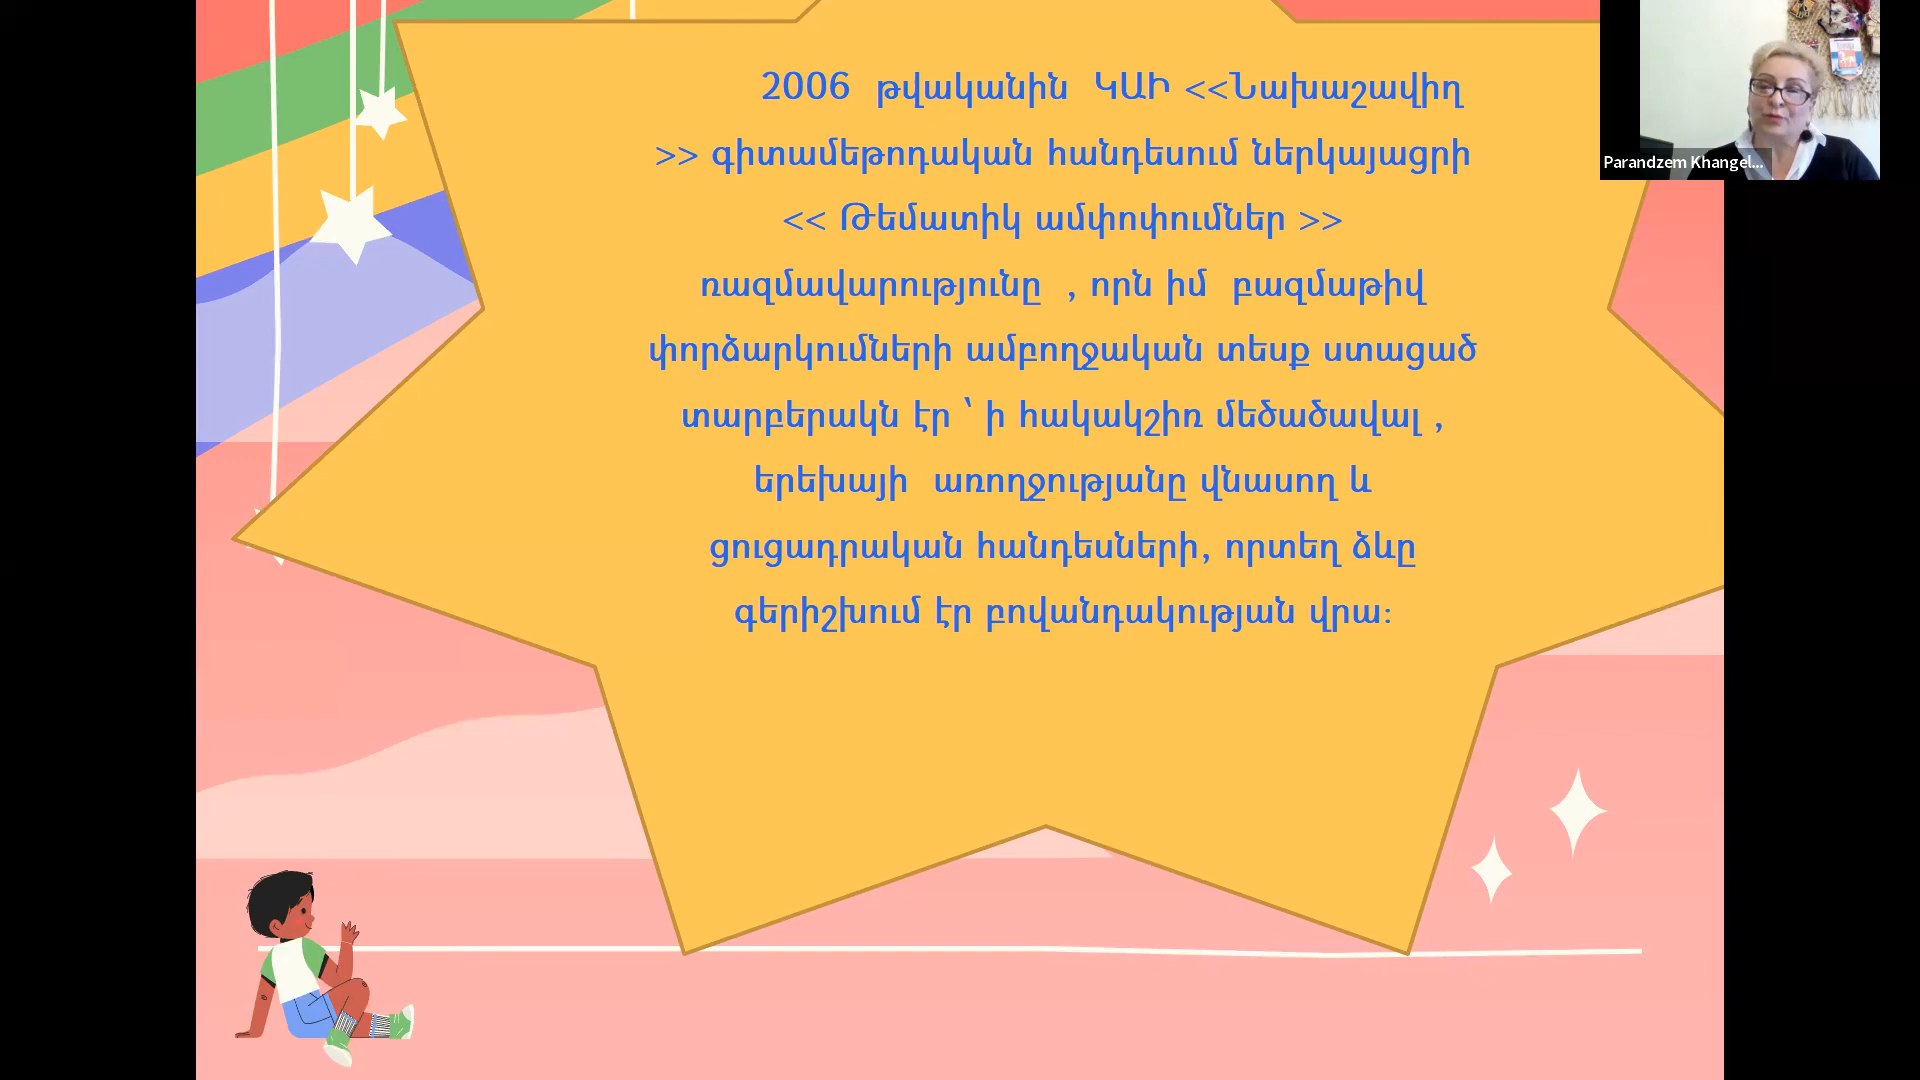 2006 թվականին ԿԱԻ <<Նախաշավիղ
>> գիտամեթոդական հանդեսում ներկայացրի
<< Թեմատիկ ամփոփումներ >>
ռազմավարությունը , որն իմ բազմաթիվ
փորձարկումների ամբողջական տեսք ստացած
տարբերակն էր ՝ ի հակակշիռ մեծածավալ ,
երեխայի առողջությանը վնասող և
ցուցադրական հանդեսների, որտեղ ձևը
գերիշխում էր բովանդակության վրա։
Parandzem Khangel...